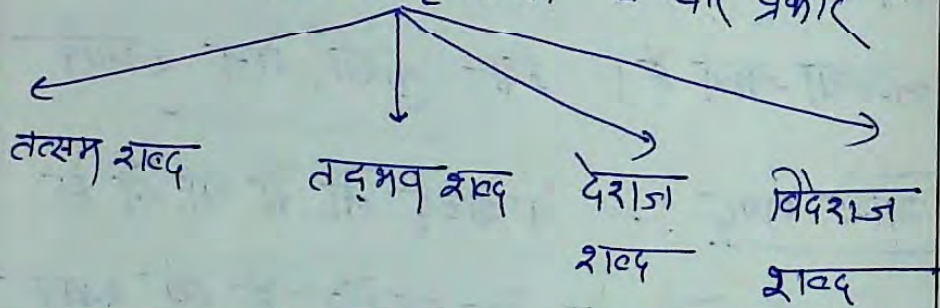 चार प्रकार
तत्सम शब्द तद्भव शब्द देशज विदेशज
शब्द शब्द